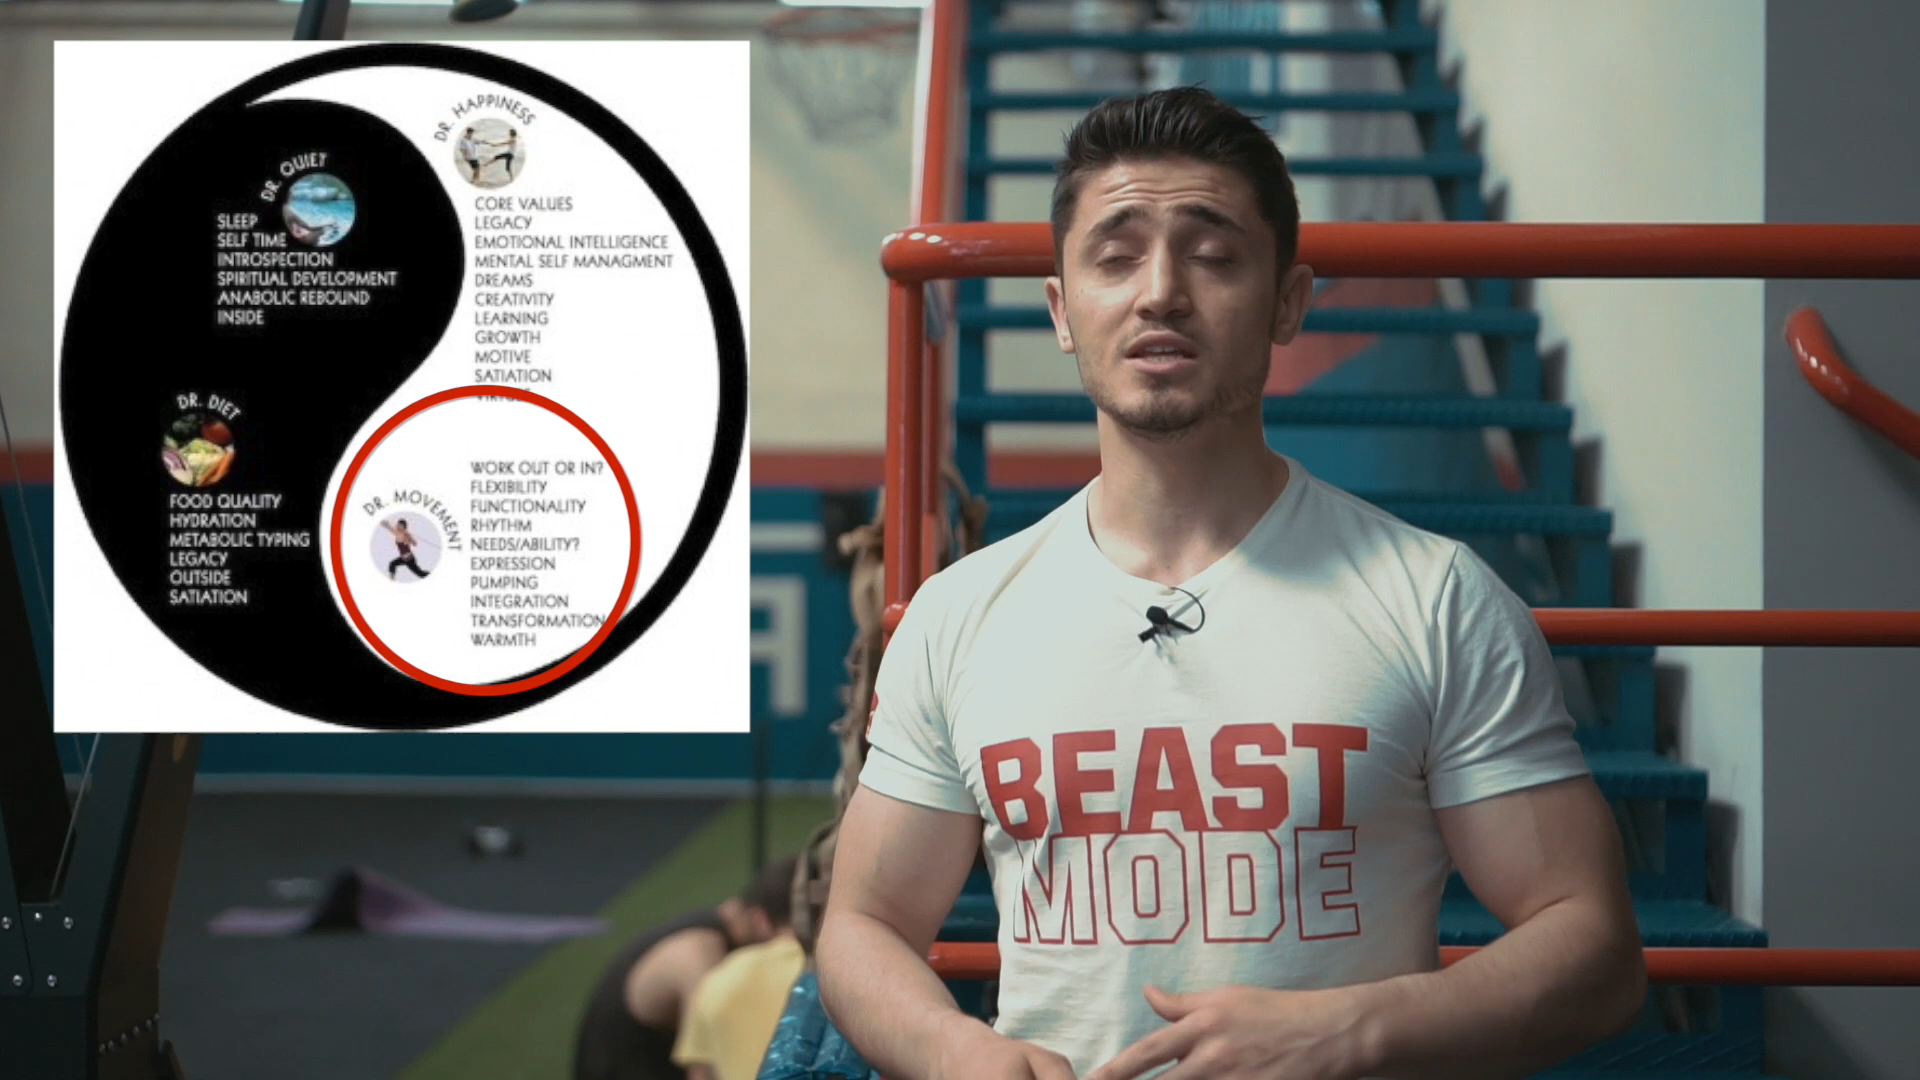 DR. HAPPINESS
CORE VALUES
LEGACY
EMOTIONAL INTELLIGENCE
MENTAL SELF MANAGMENT
DREAMS
CREATIVITY
LEARNING
GROWTH
MOTIVE
SATIATION
DR. QUIET
SLEEP
SELF TIME
INTROSPECTION
SPIRITUAL DEVELOPMENT
ANABOLIC REBOUND
INSIDE
DR. DIET
FOOD QUALITY
HYDRATION
METABOLIC TYPING
LEGACY
OUTSIDE
SATIATION
DR. MOVEMENT
WORK OUT OR IN?
FLEXIBILITY
FUNCTIONALITY
RHYTHM
NEEDS/ABILITY?
EXPRESSION
PUMPING
INTEGRATION
TRANSFORMATION
WARMTH
BEAST
MODE
A